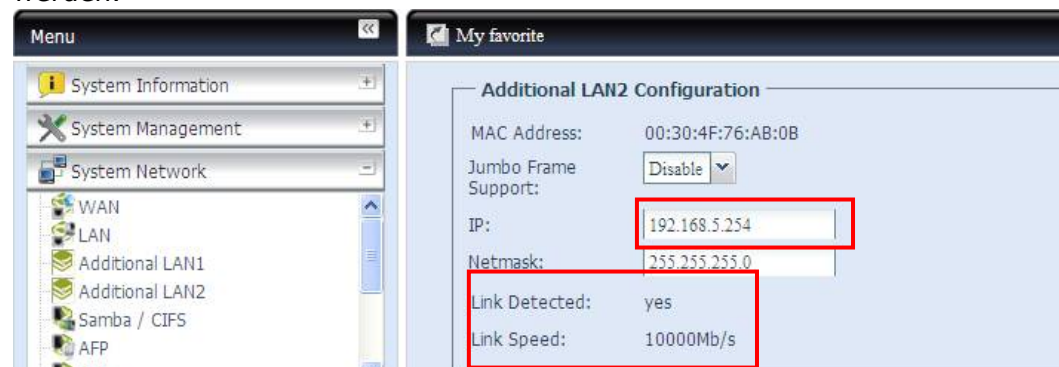 Menu
My favorite
System Information
System Management
System Network
WAN
LAN
Additional LAN1
Additional LAN2
Samba / CIFS
AFP
Additional LAN2 Configuration
MAC Address: 00:30:4F:76:AB:0B
Jumbo Frame Support: Disable
IP: 192.168.5.254
Netmask: 255.255.255.0
Link Detected: yes
Link Speed: 10000Mb/s